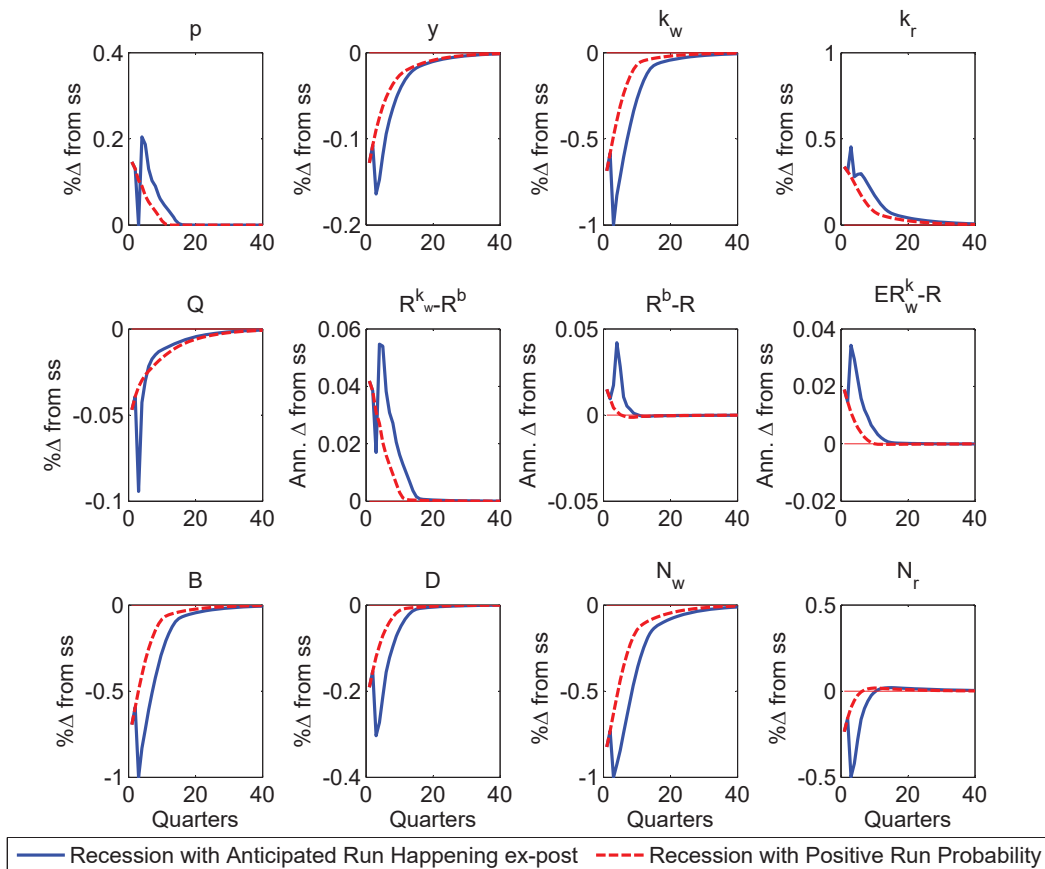 p
y
k_w
k_r
%Δ from ss
0.4
0.2
0
0 20 40
%Δ from ss
0
-0.1
-0.2
0 20 40
%Δ from ss
0
-0.5
-1
0 20 40
%Δ from ss
1
0.5
0
0 20 40
Q
R^k_w-R^b
R^b-R
ER^k_w-R
%Δ from ss
0
-0.05
-0.1
0 20 40
Ann. Δ from ss
0.06
0.04
0.02
0
0 20 40
Ann. Δ from ss
0.05
0
-0.05
0 20 40
Ann. Δ from ss
0.04
0.02
0
-0.02
0 20 40
B
D
N_w
N_r
%Δ from ss
0
-0.5
-1
0 20 40
Quarters
%Δ from ss
0
-0.2
-0.4
0 20 40
Quarters
%Δ from ss
0
-0.5
-1
0 20 40
Quarters
%Δ from ss
0.5
0
-0.5
0 20 40
Quarters
Recession with Anticipated Run Happening ex-post
Recession with Positive Run Probability